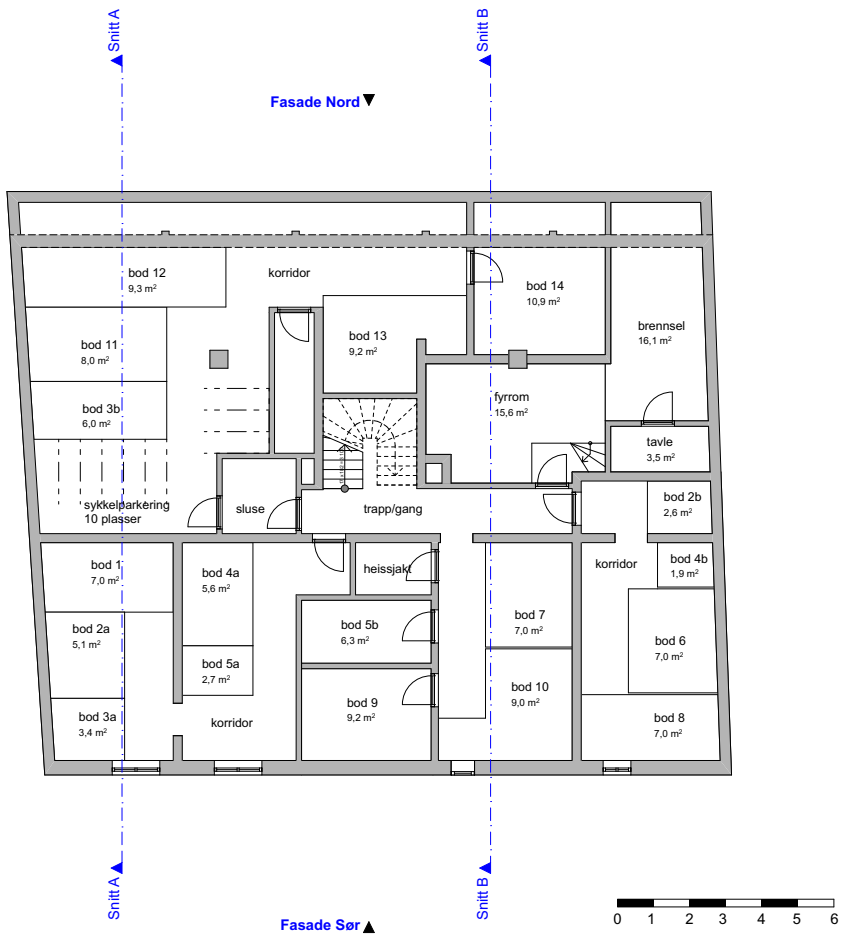 Snitt A
Snitt B
Fasade Nord
bod 12
9,3 m²
korridor
bod 14
10,9 m²
bod 11
8,0 m²
bod 13
9,2 m²
brennsel
16,1 m²
bod 3b
6,0 m²
fyrrom
15,6 m²
tavle
3,5 m²
sykkelparkering
10 plasser
sluse
trapp/gang
bod 2b
2,6 m²
bod 1
7,0 m²
bod 4a
5,6 m²
heissjakt
korridor
bod 4b
1,9 m²
bod 2a
5,1 m²
bod 5b
6,3 m²
bod 7
7,0 m²
bod 6
7,0 m²
bod 5a
2,7 m²
bod 3a
3,4 m²
korridor
bod 9
9,2 m²
bod 10
9,0 m²
bod 8
7,0 m²
Snitt A
Snitt B
Fasade Sør
0 1 2 3 4 5 6